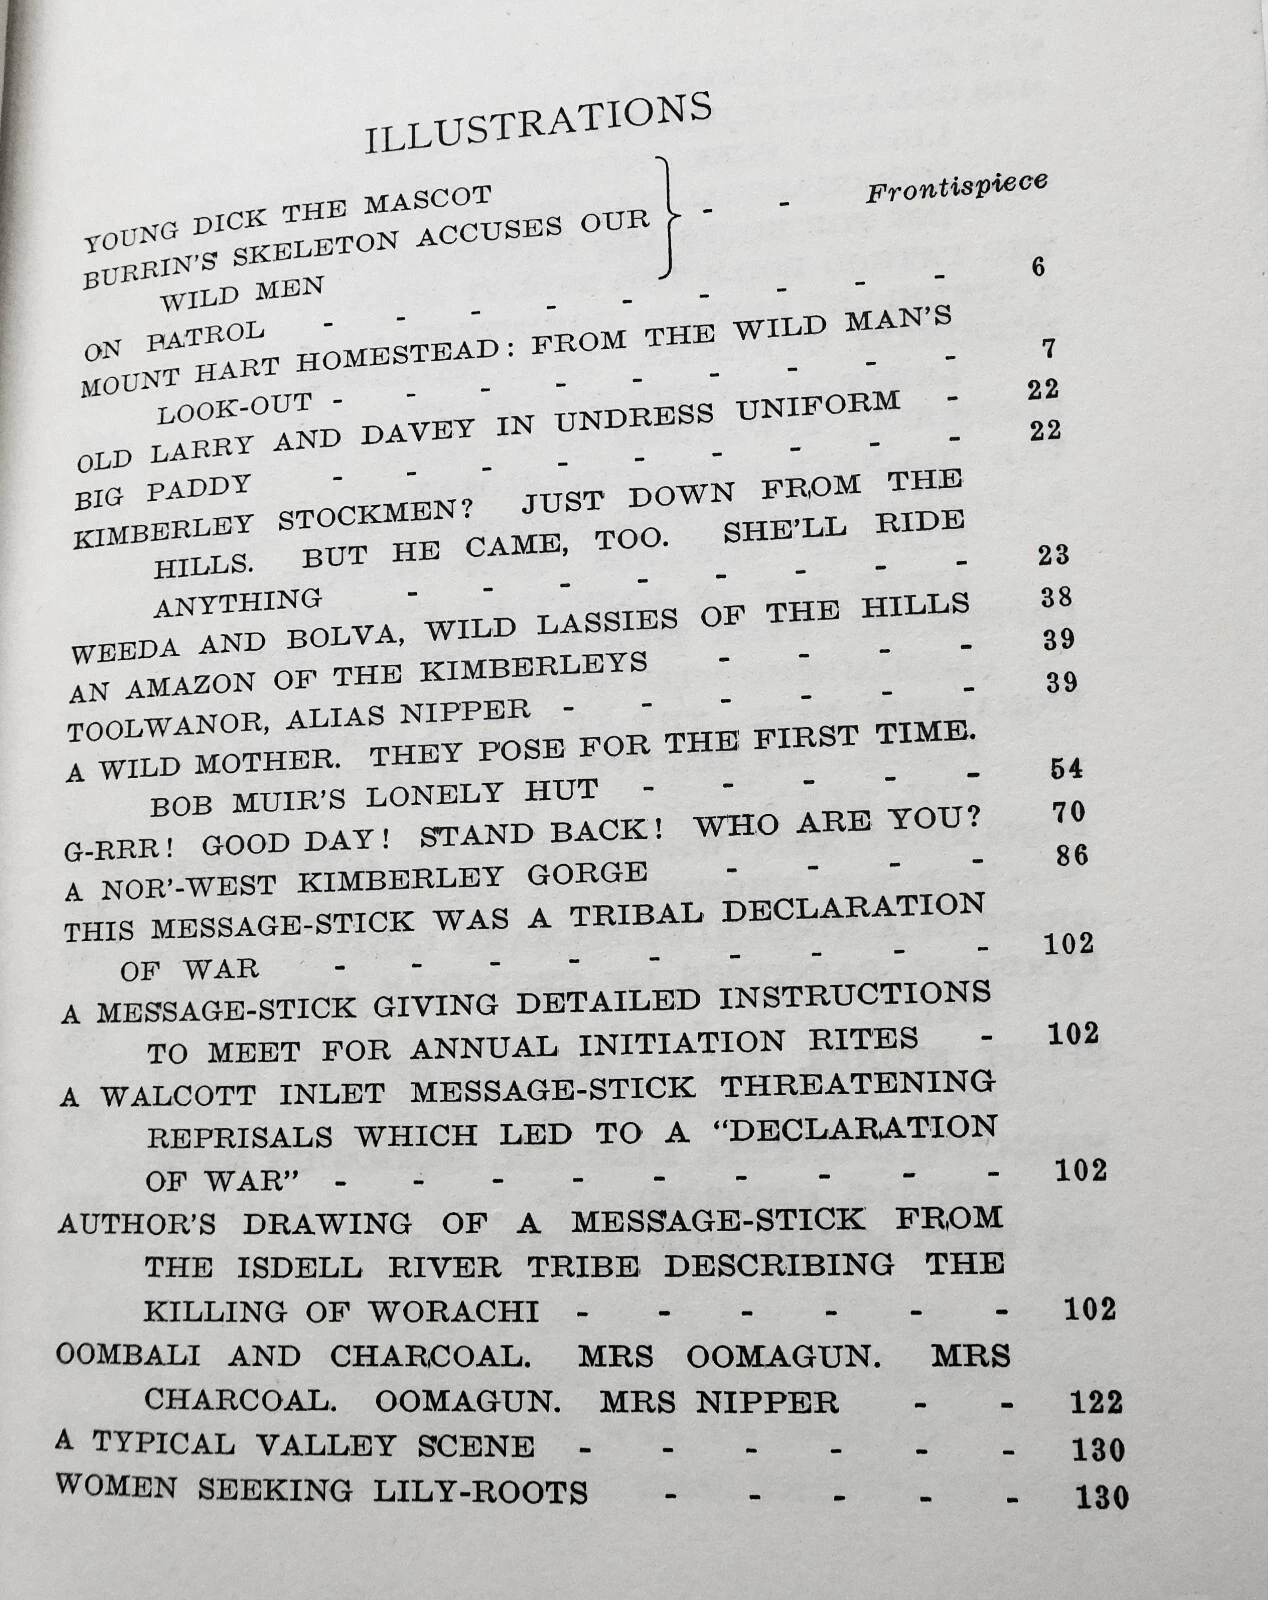 ILLUSTRATIONS
YOUNG DICK THE MASCOT
BURRIN'S SKELETON ACCUSES OUR
WILD MEN } - - Frontispiece
ON PATROL - - - - - - - - - 6
MOUNT HART HOMESTEAD: FROM THE WILD MAN'S
LOOK-OUT - - - - - - - - - 7
OLD LARRY AND DAVEY IN UNDRESS UNIFORM - 22
BIG PADDY - - - - - - - - - 22
KIMBERLEY STOCKMEN? JUST DOWN FROM THE
HILLS. BUT HE CAME, TOO. SHE'LL RIDE
ANYTHING - - - - - - - - 23
WEEDA AND BOLVA, WILD LASSIES OF THE HILLS 38
AN AMAZON OF THE KIMBERLEYS - - - - 39
TOOLWANOR, ALIAS NIPPER - - - - - - 39
A WILD MOTHER. THEY POSE FOR THE FIRST TIME.
BOB MUIR'S LONELY HUT - - - - - 54
G-RRR! GOOD DAY! STAND BACK! WHO ARE YOU? 70
A NOR'-WEST KIMBERLEY GORGE - - - - 86
THIS MESSAGE-STICK WAS A TRIBAL DECLARATION
OF WAR - - - - - - - - - 102
A MESSAGE-STICK GIVING DETAILED INSTRUCTIONS
TO MEET FOR ANNUAL INITIATION RITES - 102
A WALCOTT INLET MESSAGE-STICK THREATENING
REPRISALS WHICH LED TO A "DECLARATION
OF WAR" - - - - - - - - - 102
AUTHOR'S DRAWING OF A MESSAGE-STICK FROM
THE ISDELL RIVER TRIBE DESCRIBING THE
KILLING OF WORACHI - - - - - - 102
OOMBALI AND CHARCOAL. MRS OOMAGUN. MRS
CHARCOAL. OOMAGUN. MRS NIPPER - - 122
A TYPICAL VALLEY SCENE - - - - - - 130
WOMEN SEEKING LILY-ROOTS - - - - - 130